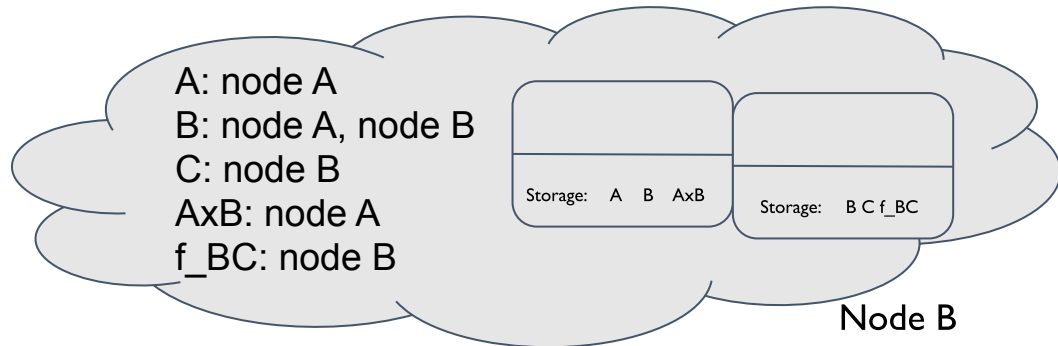 A: node A
B: node A, node B
C: node B
AxB: node A
f_BC: node B
Storage: A B AxB
Storage: B C f_BC
Node B